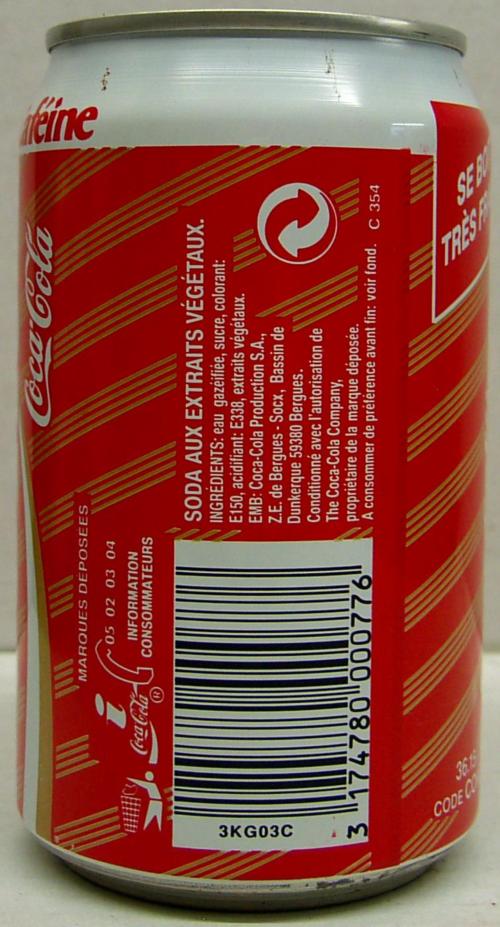 féine
Coca-Cola
MARQUES DEPOSEES
05 02 03 04
INFORMATION
CONSOMMATEURS
i
Coca-Cola ®
SODA AUX EXTRAITS VÉGÉTAUX.
INGRÉDIENTS: eau gazéifiée, sucre, colorant:
E150, acidifiant: E338, extraits végétaux.
EMB: Coca-Cola Production S.A.,
Z.E. de Bergues - Socx, Bassin de
Dunkerque 59380 Bergues.
Conditionné avec l'autorisation de
The Coca-Cola Company,
propriétaire de la marque déposée.
A consommer de préférence avant fin: voir fond.
C 354
3 174780 000776
3KG03C
SE BO
TRÈS F
36.15
CODE CO